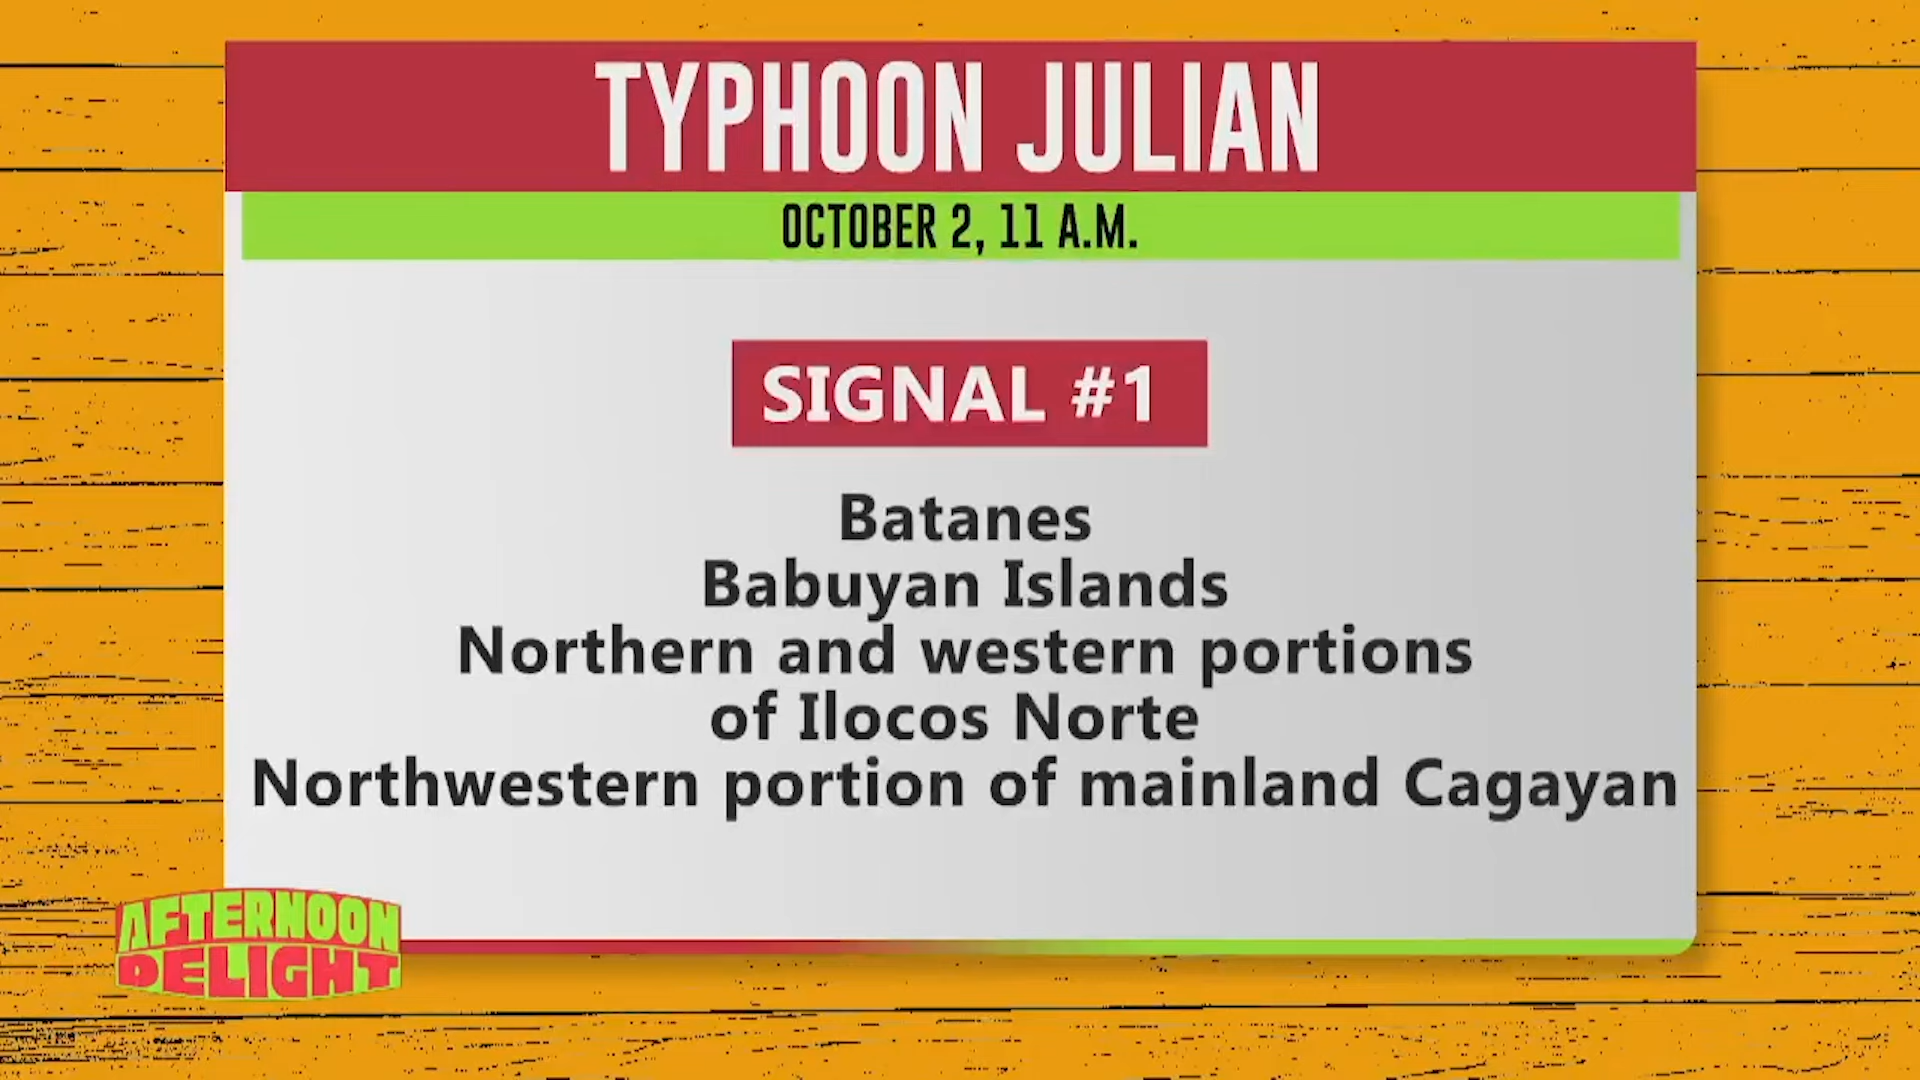 TYPHOON JULIAN
OCTOBER 2, 11 A.M.
SIGNAL #1
Batanes
Babuyan Islands
Northern and western portions
of Ilocos Norte
Northwestern portion of mainland Cagayan
AFTERNOON
DELIGHT